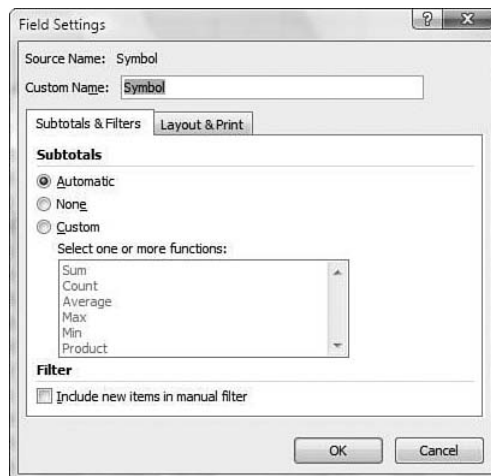 Field Settings
Source Name: Symbol
Custom Name: Symbol
Subtotals & Filters Layout & Print
Subtotals
Automatic
None
Custom
Select one or more functions:
Sum
Count
Average
Max
Min
Product
Filter
Include new items in manual filter
OK Cancel